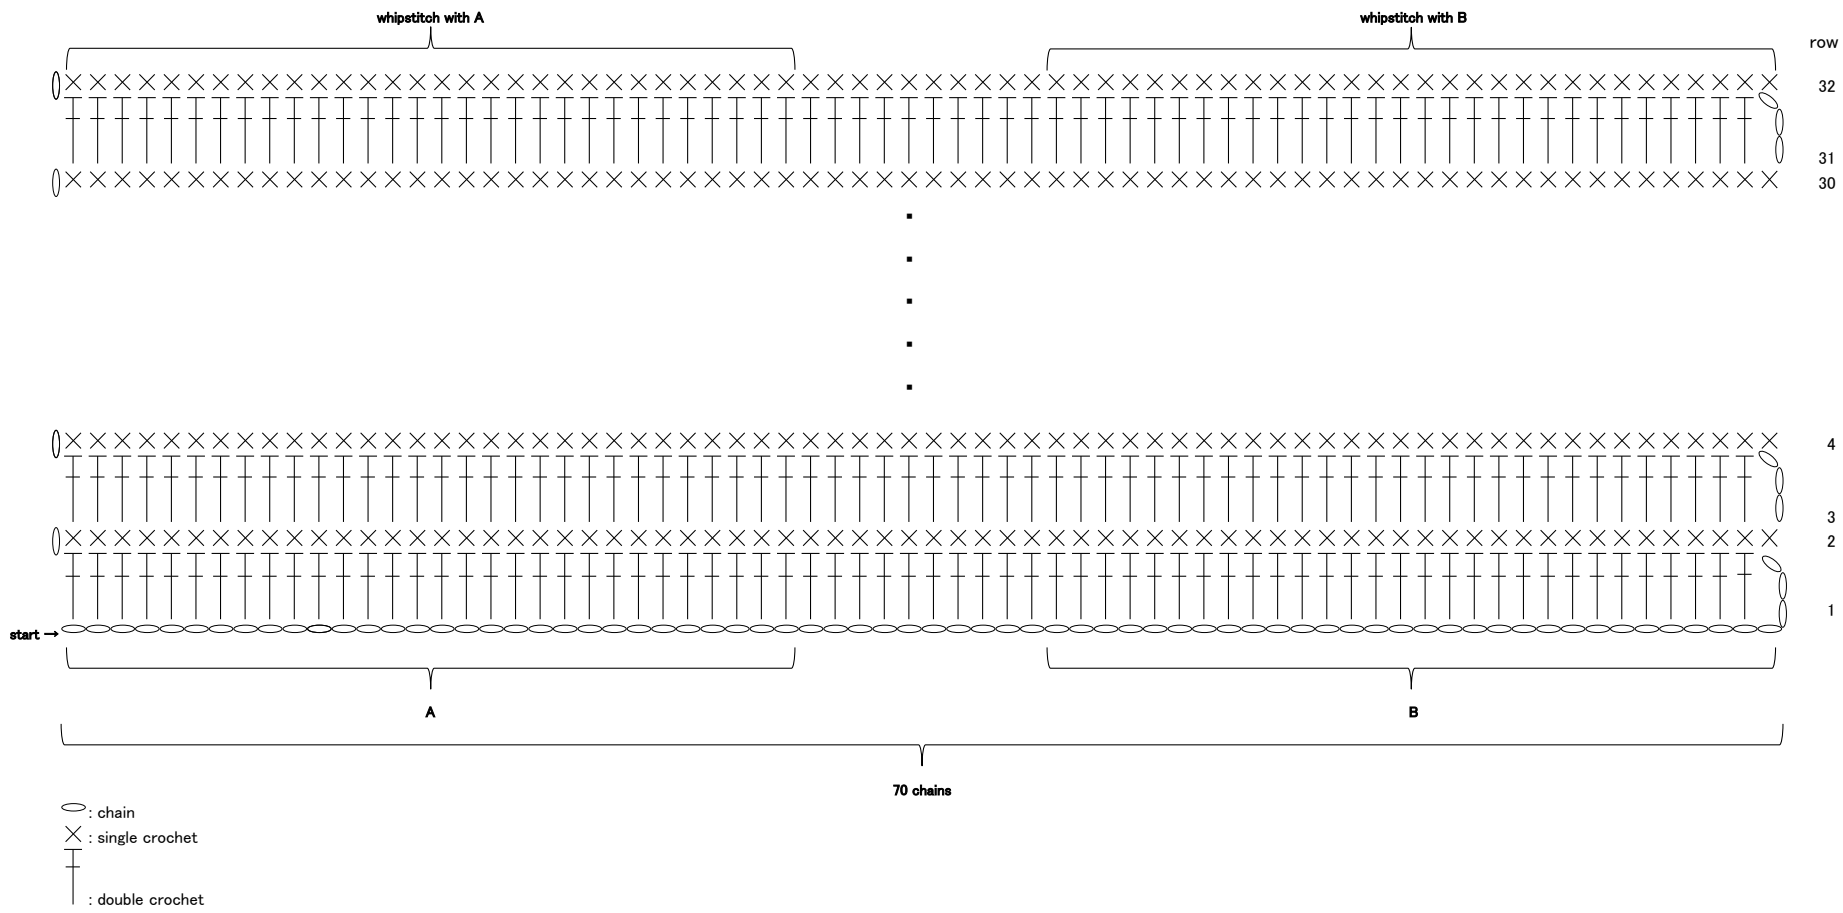 whipstitch with A
whipstitch with B
row
32
31
30
4
3
2
1
start →
A
B
70 chains
: chain
: single crochet
: double crochet